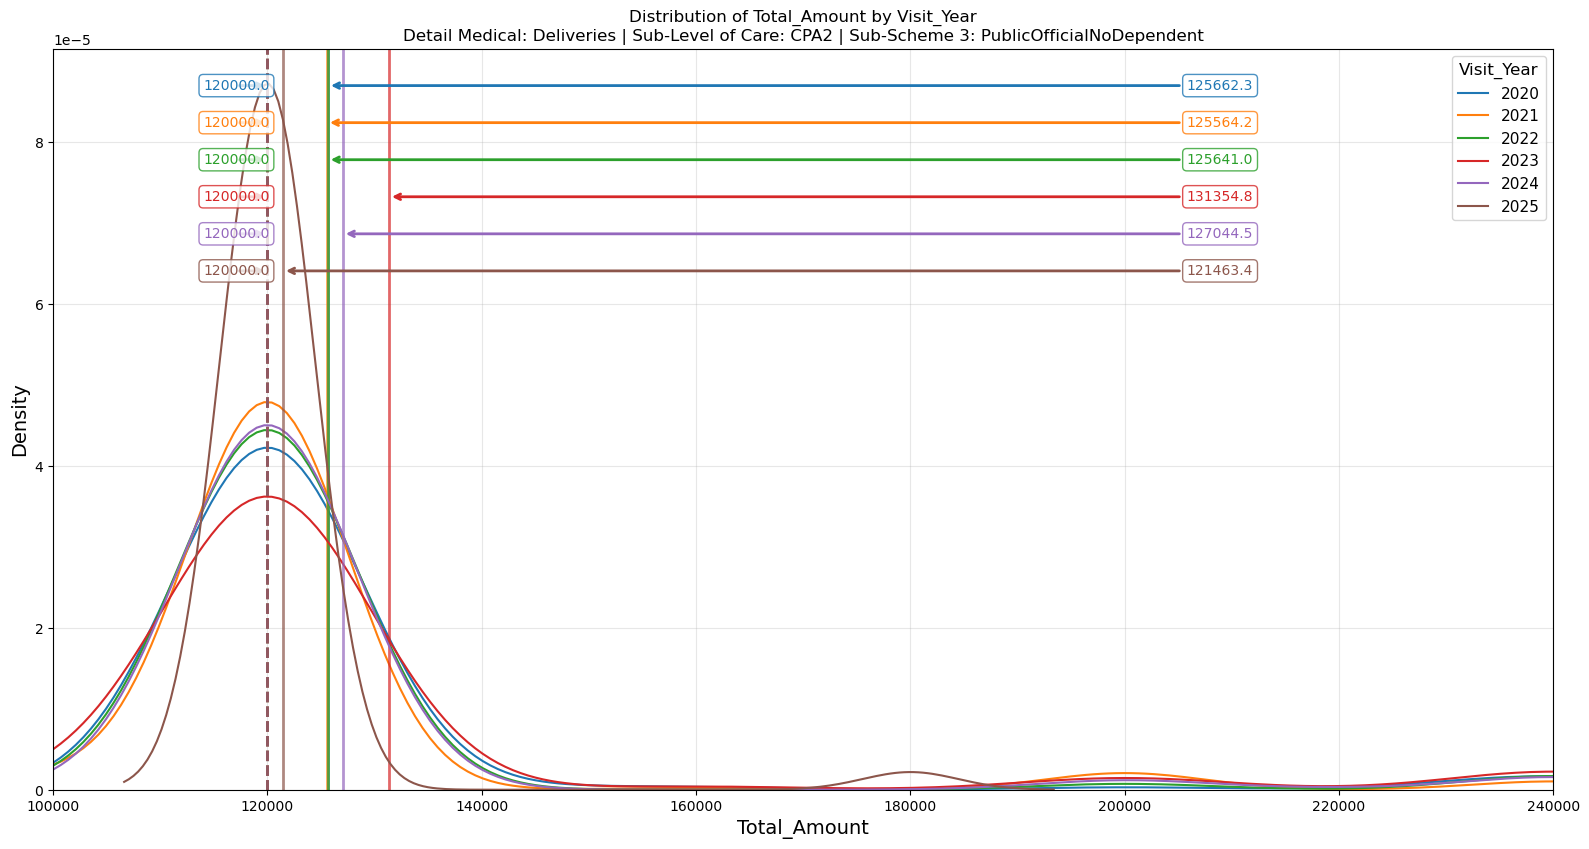 Distribution of Total_Amount by Visit_Year
Detail Medical: Deliveries | Sub-Level of Care: CPA2 | Sub-Scheme 3: PublicOfficialNoDependent
1e−5
Visit_Year
2020
2021
2022
2023
2024
2025
120000.0 125662.3
120000.0 125564.2
120000.0 125641.0
120000.0 131354.8
120000.0 127044.5
120000.0 121463.4
8
6
4
2
0
Density
100000 120000 140000 160000 180000 200000 220000 240000
Total_Amount